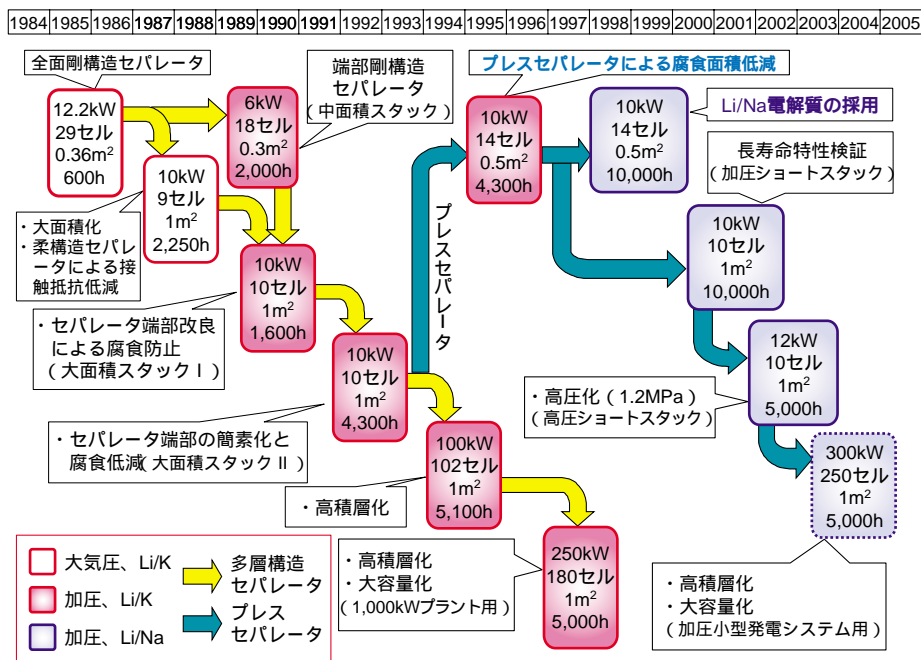 1984 1985 1986 1987 1988 1989 1990 1991 1992 1993 1994 1995 1996 1997 1998 1999 2000 2001 2002 2003 2004 2005
全面剛構造セパレータ
12.2kW
29セル
0.36m²
600h
10kW
9セル
1m²
2,250h
・大面積化
・柔構造セパレ
ータによる接
触抵抗低減
6kW
18セル
0.3m²
2,000h
端部剛構造
セパレータ
(中面積スタック)
10kW
10セル
1m²
1,600h
・セパレータ端部改良
による腐食防止
(大面積スタックⅠ)
10kW
10セル
1m²
4,300h
・セパレータ端部の簡素化と
腐食低減(大面積スタックⅡ)
100kW
102セル
1m²
5,100h
・高積層化
250kW
180セル
1m²
5,000h
・高積層化
・大容量化
(1,000kWプラント用)
プレスセパレータ
プレスセパレータによる腐食面積低減
10kW
14セル
0.5m²
4,300h
10kW
14セル
0.5m²
10,000h
Li/Na電解質の採用
長寿命特性検証
(加圧ショートスタック)
10kW
10セル
1m²
10,000h
12kW
10セル
1m²
5,000h
・高圧化(1.2MPa)
(高圧ショートスタック)
300kW
250セル
1m²
5,000h
・高積層化
・大容量化
(加圧小型発電システム用)
大気圧、Li/K
加圧、Li/K
加圧、Li/Na
多層構造
セパレータ
プレス
セパレータ